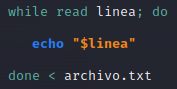 while read linea; do
echo "$linea"
done < archivo.txt